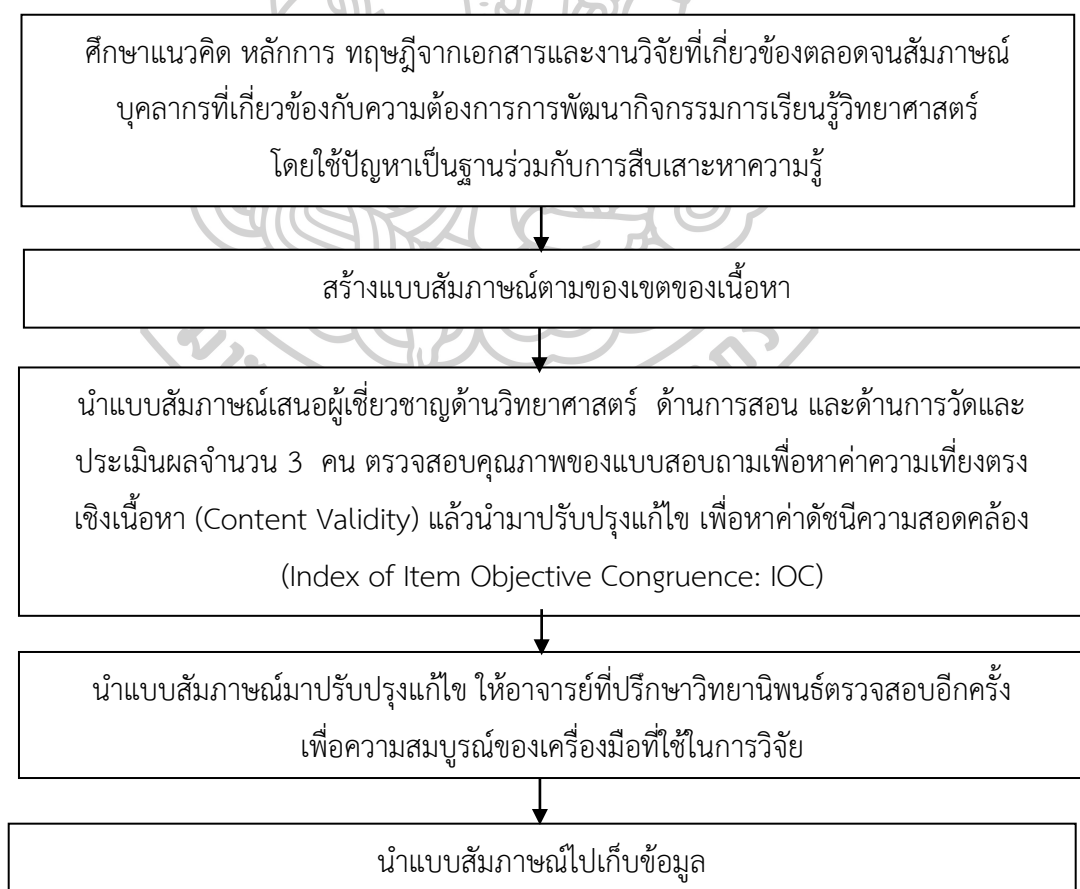 ศึกษาแนวคิด หลักการ ทฤษฎีจากเอกสารและงานวิจัยที่เกี่ยวข้องตลอดจนสัมภาษณ์
บุคลากรที่เกี่ยวข้องกับความต้องการการพัฒนากิจกรรมการเรียนรู้วิทยาศาสตร์
โดยใช้ปัญหาเป็นฐานร่วมกับการสืบเสาะหาความรู้
สร้างแบบสัมภาษณ์ตามของเขตของเนื้อหา
นำแบบสัมภาษณ์เสนอผู้เชี่ยวชาญด้านวิทยาศาสตร์ ด้านการสอน และด้านการวัดและ
ประเมินผลจำนวน 3 คน ตรวจสอบคุณภาพของแบบสอบถามเพื่อหาค่าความเที่ยงตรง
เชิงเนื้อหา (Content Validity) แล้วนำมาปรับปรุงแก้ไข เพื่อหาค่าดัชนีความสอดคล้อง
(Index of Item Objective Congruence: IOC)
นำแบบสัมภาษณ์มาปรับปรุงแก้ไข ให้อาจารย์ที่ปรึกษาวิทยานิพนธ์ตรวจสอบอีกครั้ง
เพื่อความสมบูรณ์ของเครื่องมือที่ใช้ในการวิจัย
นำแบบสัมภาษณ์ไปเก็บข้อมูล